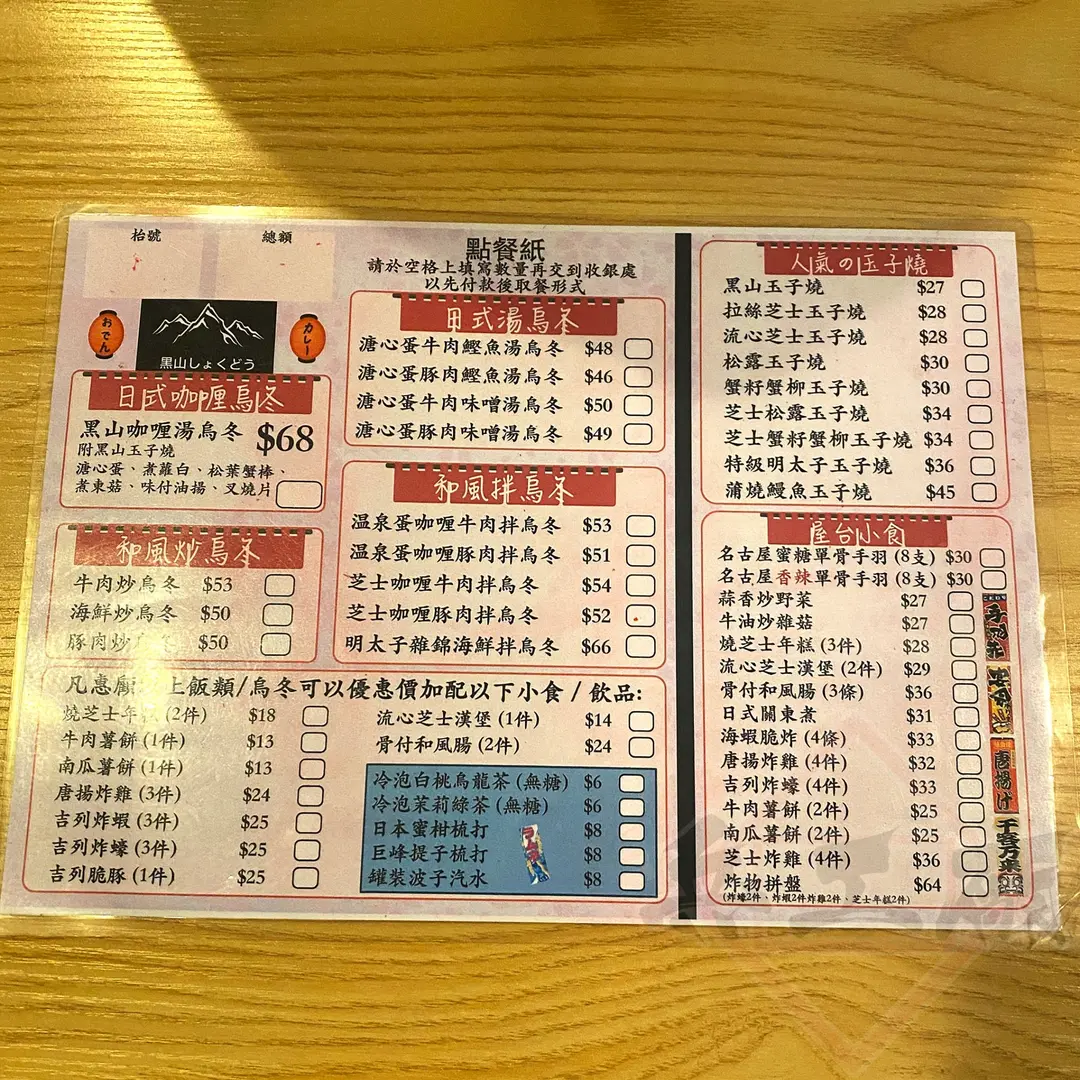 枱號
總額
點餐紙
請於空格上填寫數量再交到收銀處
以先付款後取餐形式
おでん
黑山しょくどう
カレー
日式咖喱烏冬
黑山咖喱湯烏冬 $68
附黑山玉子燒
溏心蛋、煮蘿白、松葉蟹棒、
煮東菇、味付油揚、叉燒片
和風炒烏冬
牛肉炒烏冬 $53
海鮮炒烏冬 $50
豚肉炒烏冬 $50
日式湯烏冬
溏心蛋牛肉鰹魚湯烏冬 $48
溏心蛋豚肉鰹魚湯烏冬 $46
溏心蛋牛肉味噌湯烏冬 $50
溏心蛋豚肉味噌湯烏冬 $49
和風拌烏冬
温泉蛋咖喱牛肉拌烏冬 $53
温泉蛋咖喱豚肉拌烏冬 $51
芝士咖喱牛肉拌烏冬 $54
芝士咖喱豚肉拌烏冬 $52
明太子雜錦海鮮拌烏冬 $66
凡惠顧以上飯類/烏冬可以優惠價加配以下小食 / 飲品:
燒芝士年糕 (2件) $18
牛肉薯餅 (1件) $13
南瓜薯餅 (1件) $13
唐揚炸雞 (3件) $24
吉列炸蝦 (3件) $25
吉列炸蠔 (3件) $25
吉列脆豚 (1件) $25
流心芝士漢堡 (1件) $14
骨付和風腸 (2件) $24
冷泡白桃烏龍茶 (無糖) $6
冷泡茉莉綠茶 (無糖) $6
日本蜜柑梳打 $8
巨峰提子梳打 $8
罐裝波子汽水 $8
人氣の玉子燒
黑山玉子燒 $27
拉絲芝士玉子燒 $28
流心芝士玉子燒 $28
松露玉子燒 $30
蟹籽蟹柳玉子燒 $30
芝士松露玉子燒 $34
芝士蟹籽蟹柳玉子燒 $34
特級明太子玉子燒 $36
蒲燒鰻魚玉子燒 $45
屋台小食
名古屋蜜糖單骨手羽 (8支) $30
名古屋香辣單骨手羽 (8支) $30
蒜香炒野菜 $27
牛油炒雜菇 $27
燒芝士年糕 (3件) $28
流心芝士漢堡 (2件) $29
骨付和風腸 (3條) $36
日式關東煮 $31
海蝦脆炸 (4條) $33
唐揚炸雞 (4件) $32
吉列炸蠔 (4件) $33
牛肉薯餅 (2件) $25
南瓜薯餅 (2件) $25
芝士炸雞 (4件) $36
炸物拼盤 $64
(炸蠔2件、炸蝦2件炸雞2件、芝士年糕2件)
唐揚げ
千客万来